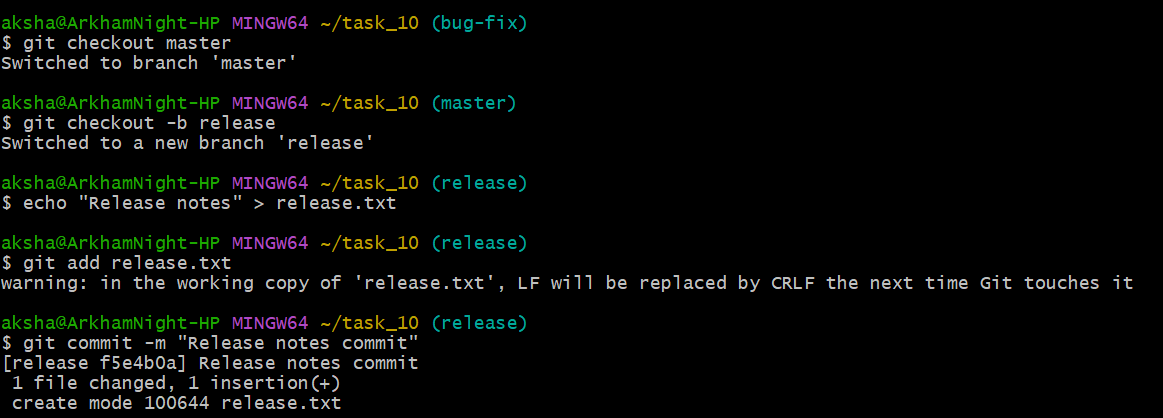 aksha@ArkhamNight-HP MINGW64 ~/task_10 (bug-fix)
$ git checkout master
Switched to branch 'master'
aksha@ArkhamNight-HP MINGW64 ~/task_10 (master)
$ git checkout -b release
Switched to a new branch 'release'
aksha@ArkhamNight-HP MINGW64 ~/task_10 (release)
$ echo "Release notes" > release.txt
aksha@ArkhamNight-HP MINGW64 ~/task_10 (release)
$ git add release.txt
warning: in the working copy of 'release.txt', LF will be replaced by CRLF the next time Git touches it
aksha@ArkhamNight-HP MINGW64 ~/task_10 (release)
$ git commit -m "Release notes commit"
[release f5e4b0a] Release notes commit
 1 file changed, 1 insertion(+)
 create mode 100644 release.txt